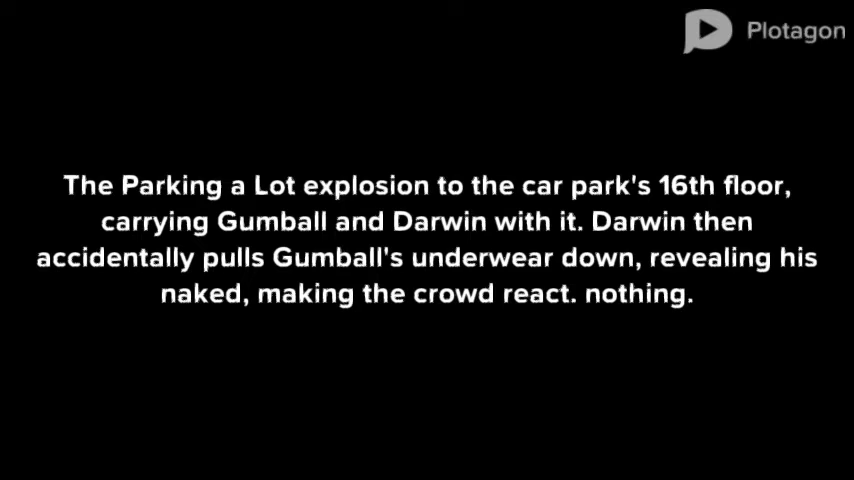 Plotagon
The Parking a Lot explosion to the car park's 16th floor,
carrying Gumball and Darwin with it. Darwin then
accidentally pulls Gumball's underwear down, revealing his
naked, making the crowd react. nothing.